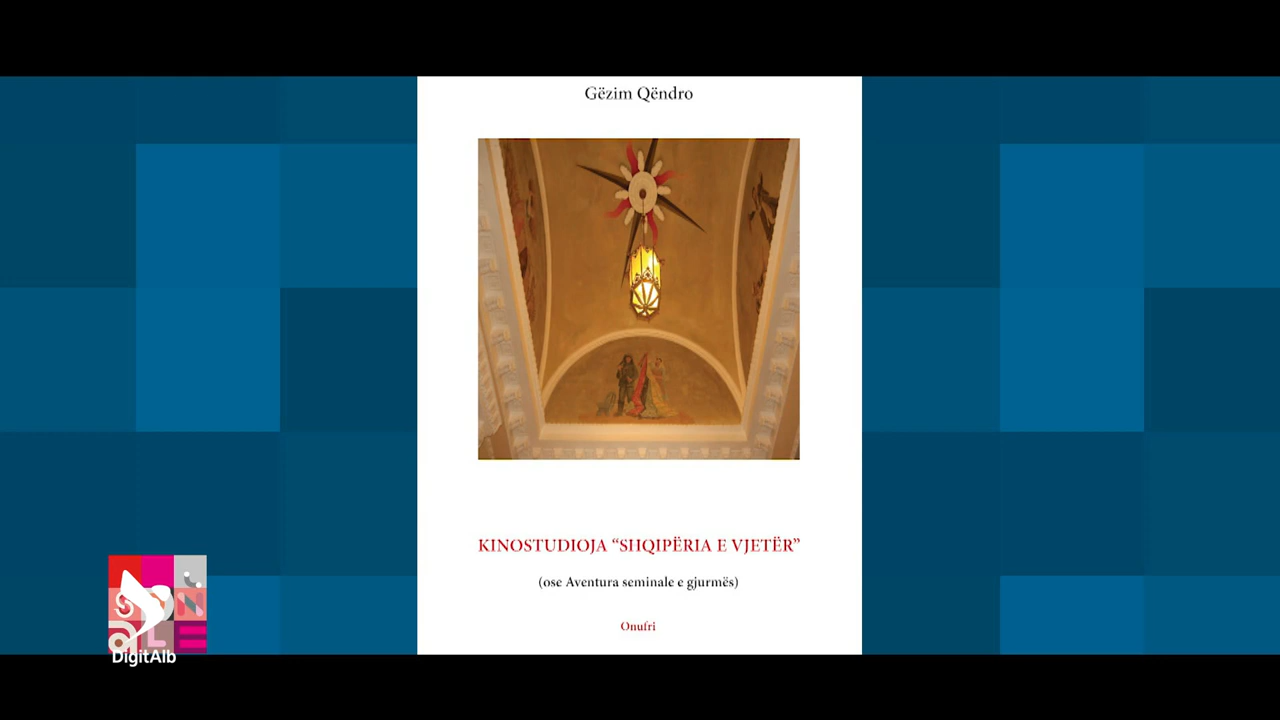 Gëzim Qëndro
KINOSTUDIOJA “SHQIPËRIA E VJETËR”
(ose Aventura seminale e gjurmës)
Onufri
DigitAlb